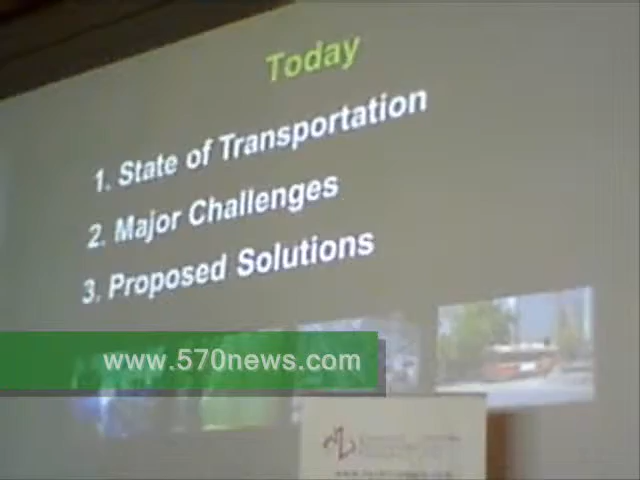 Today
1. State of Transportation
2. Major Challenges
3. Proposed Solutions
www.570news.com